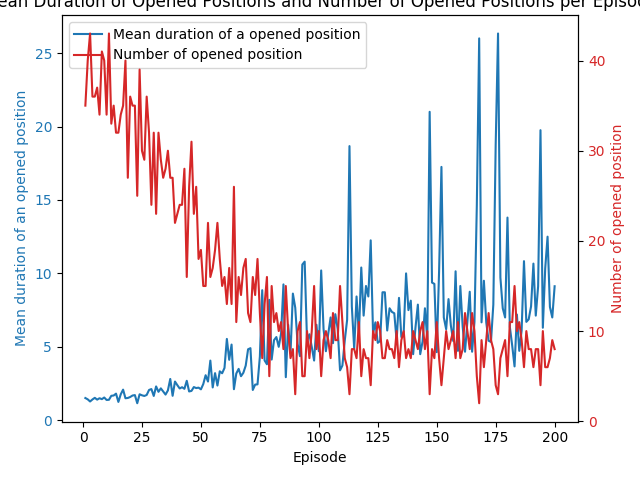 Duration of Opened Positions and Number of Opened Positions per
Mean duration of a opened position
Number of opened position
Mean duration of an opened position
Number of opened position
25
20
15
10
5
0
40
30
20
10
0
0 25 50 75 100 125 150 175 200
Episode